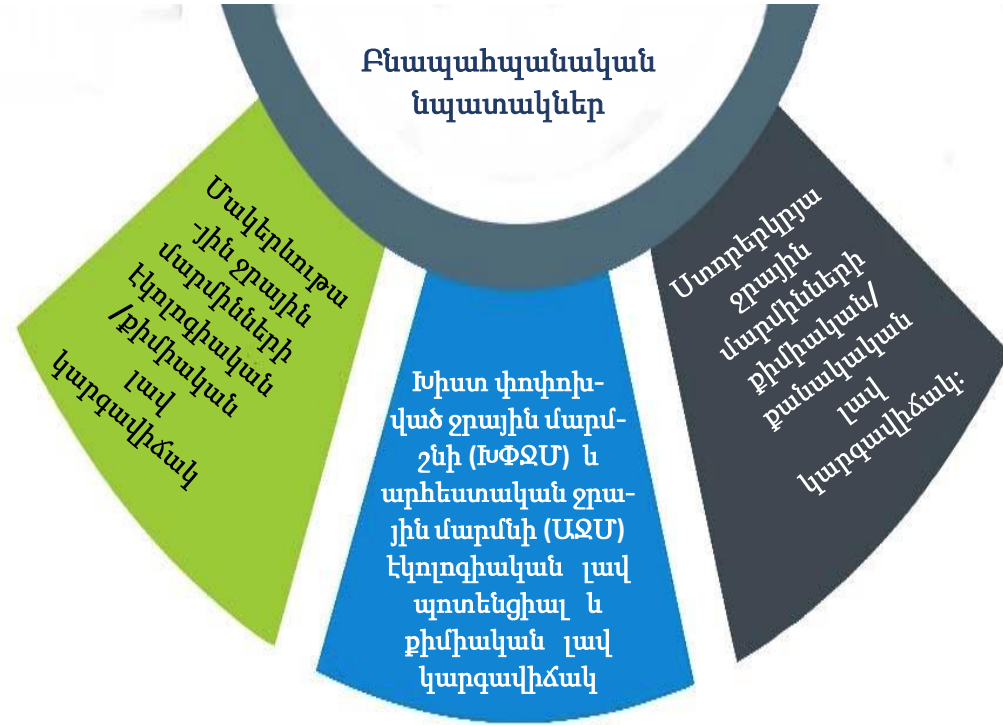 Բնապահպանական
նպատակներ
Մակերևութա
-յին ջրային
մարմինների
էկոլոգիական
/քիմիական
լավ
կարգավիճակ
Խիստ փոփոխ-
ված ջրային մարմ-
շնի (ԽՓՋՄ) և
արհեստական ջրա-
յին մարմնի (ԱՋՄ)
էկոլոգիական լավ
պոտենցիալ և
քիմիական լավ
կարգավիճակ
Ստորերկրյա
ջրային
մարմինների
քիմիական/
քանակական
լավ
կարգավիճակ: